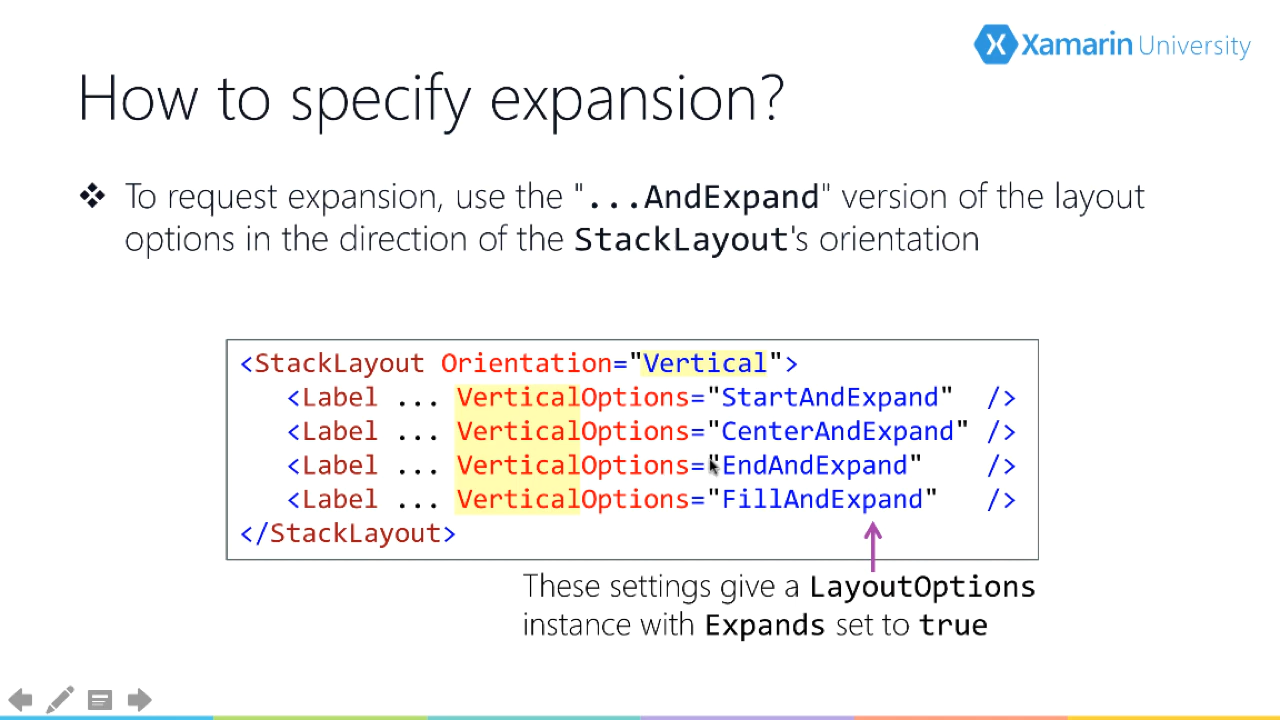 Xamarin University
How to specify expansion?
❖ To request expansion, use the "...AndExpand" version of the layout
options in the direction of the StackLayout's orientation
<StackLayout Orientation="Vertical">
   <Label ... VerticalOptions="StartAndExpand"  />
   <Label ... VerticalOptions="CenterAndExpand" />
   <Label ... VerticalOptions="EndAndExpand"    />
   <Label ... VerticalOptions="FillAndExpand"   />
</StackLayout>
These settings give a LayoutOptions
instance with Expands set to true